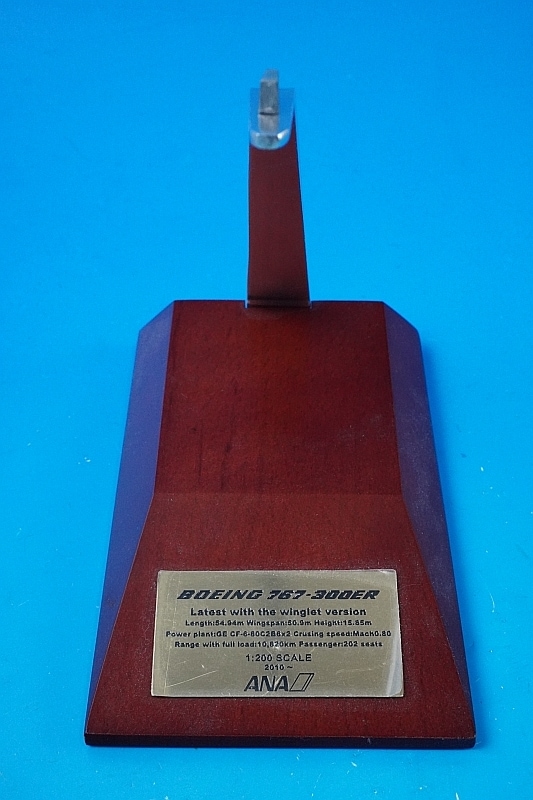 BOEING 767-300ER
Latest with the winglet version
Length:54.94m Wingspan:50.9m Height:15.85m
Power plant:GE CF-6-80C2B6x2 Crusing speed:Mach0.80
Range with full load:10,820km Passenger:202 seats
1:200 SCALE
2010 ~
ANA